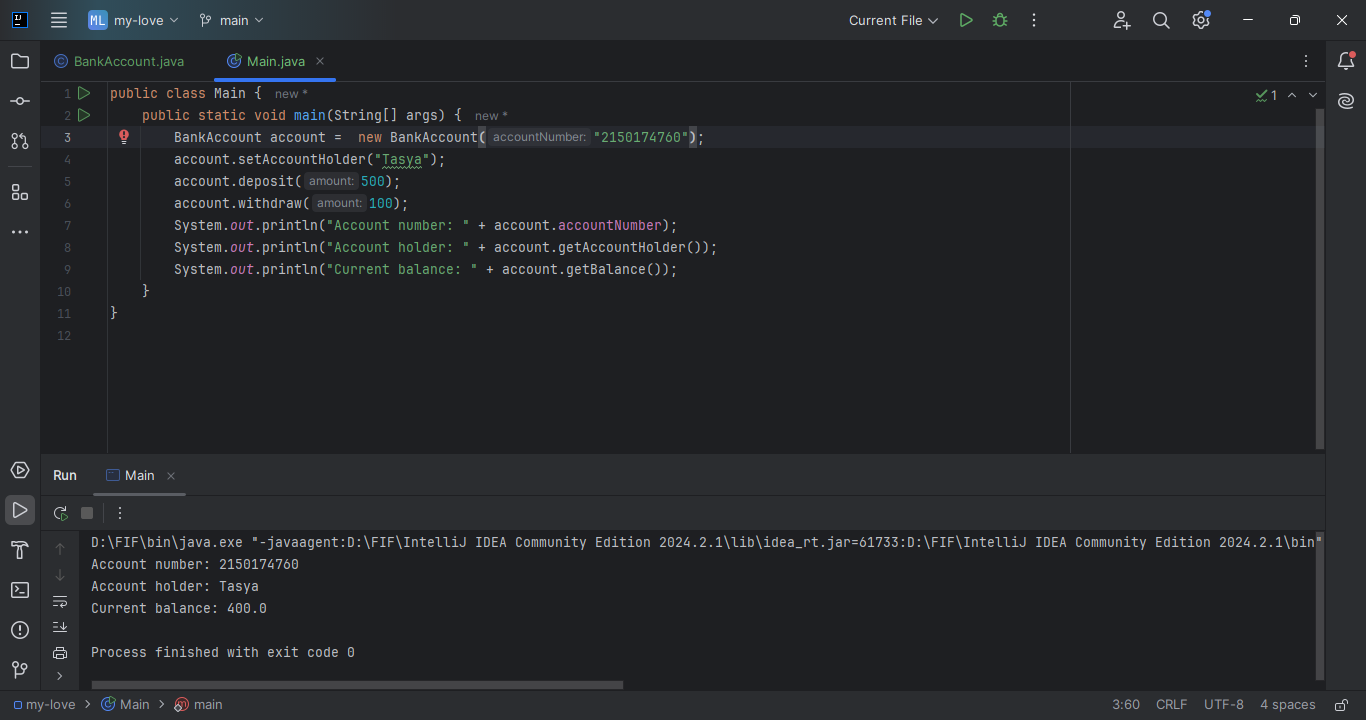 ML my-love main Current File
BankAccount.java Main.java
1 public class Main { new *
2 public static void main(String[] args) { new *
3 BankAccount account =  new BankAccount( accountNumber: "2150174760");
4 account.setAccountHolder("Tasya");
5 account.deposit( amount: 500);
6 account.withdraw( amount: 100);
7 System.out.println("Account number: " + account.accountNumber);
8 System.out.println("Account holder: " + account.getAccountHolder());
9 System.out.println("Current balance: " + account.getBalance());
10 }
11 }
12
1
Run Main
D:\FIF\bin\java.exe "-javaagent:D:\FIF\IntelliJ IDEA Community Edition 2024.2.1\lib\idea_rt.jar=61733:D:\FIF\IntelliJ IDEA Community Edition 2024.2.1\bin"
Account number: 2150174760
Account holder: Tasya
Current balance: 400.0
Process finished with exit code 0
my-love > Main > main 3:60 CRLF UTF-8 4 spaces